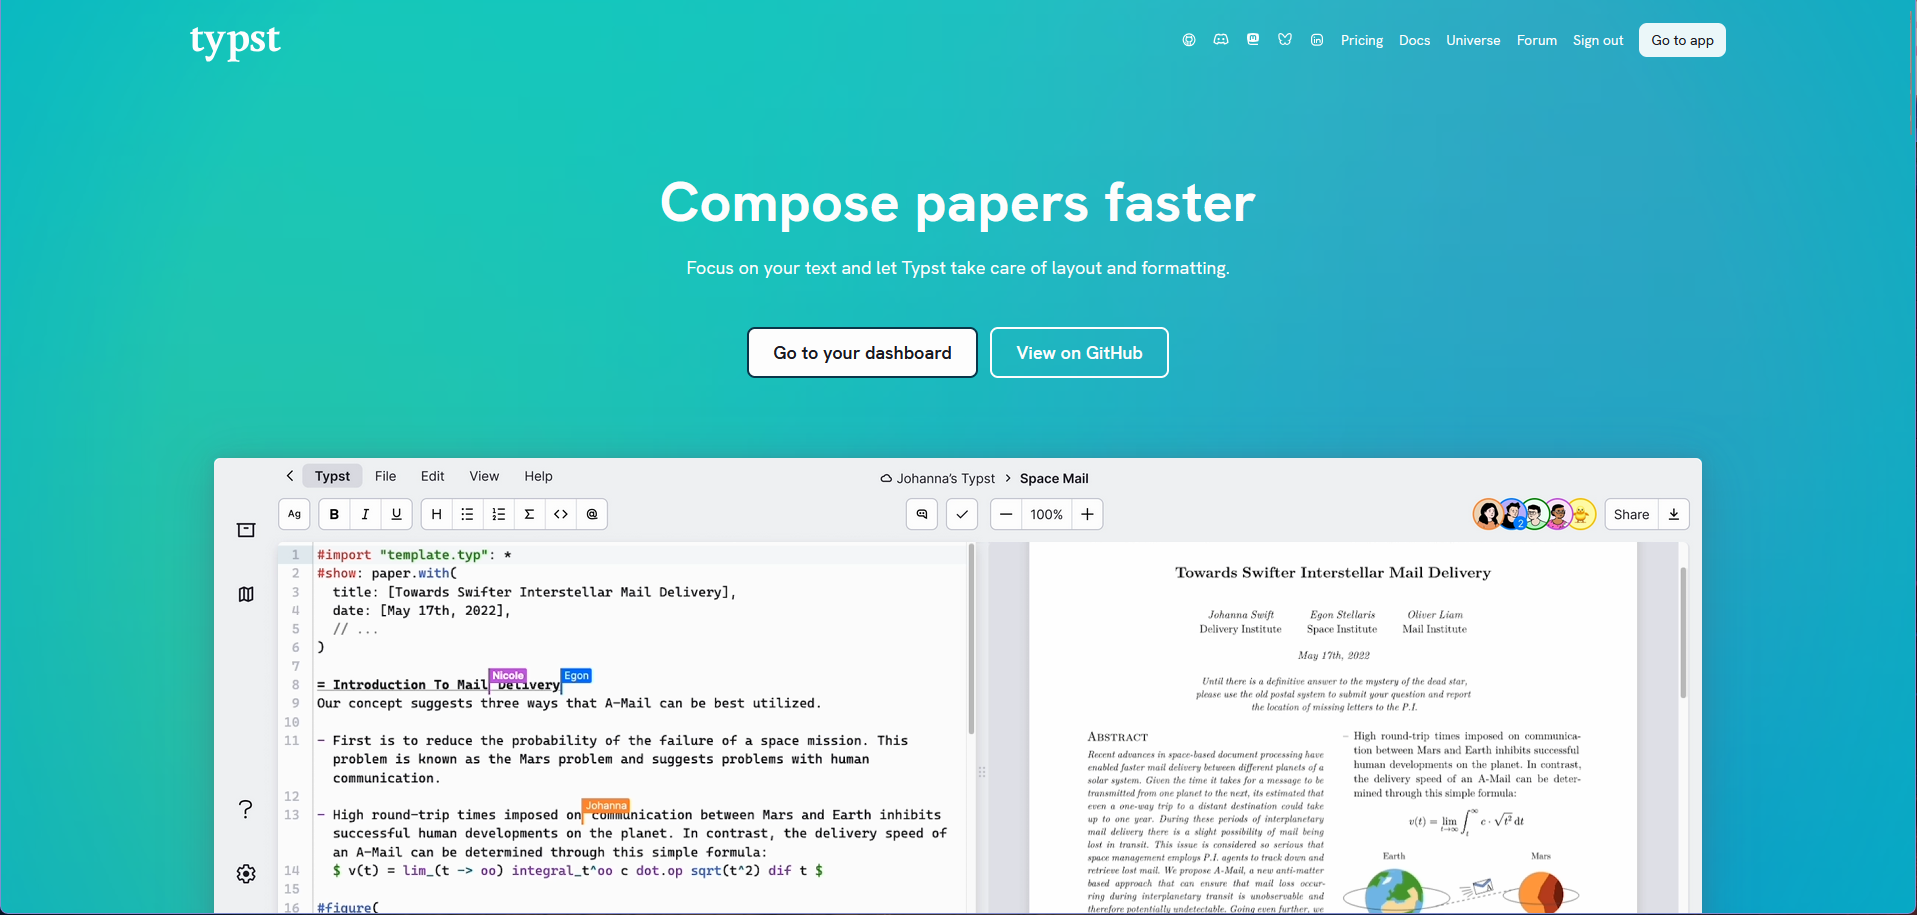 typst
Pricing Docs Universe Forum Sign out Go to app
Compose papers faster
Focus on your text and let Typst take care of layout and formatting.
Go to your dashboard View on GitHub
Typst File Edit View Help
Johanna's Typst > Space Mail
Ag B I U H Σ <> @
100%
2
Share
1 #import "template.typ": *
2 #show: paper.with(
3 title: [Towards Swifter Interstellar Mail Delivery],
4 date: [May 17th, 2022],
5 // ...
6 )
7
Nicole Egon
8 = Introduction To Mail Delivery
9 Our concept suggests three ways that A-Mail can be best utilized.
10
11 - First is to reduce the probability of the failure of a space mission. This
problem is known as the Mars problem and suggests problems with human
communication.
12
Johanna
13 - High round-trip times imposed on communication between Mars and Earth inhibits
successful human developments on the planet. In contrast, the delivery speed of
an A-Mail can be determined through this simple formula:
14 $ v(t) = lim_(t -> oo) integral_t^oo c dot.op sqrt(t^2) dif t $
15
16 #figure(
?
Towards Swifter Interstellar Mail Delivery
Johanna Swift Egon Stellaris Oliver Liam
Delivery Institute Space Institute Mail Institute
May 17th, 2022
Until there is a definitive answer to the mystery of the dead star,
please use the old postal system to submit your question and report
the location of missing letters to the P.I.
Abstract
Recent advances in space-based document processing have
enabled faster mail delivery between different planets of a
solar system. Given the time it takes for a message to be
transmitted from one planet to the next, its estimated that
even a one-way trip to a distant destination could take
up to one year. During these periods of interplanetary
mail delivery there is a slight possibility of mail being
lost in transit. This issue is considered so serious that
space management employs P.I. agents to track down and
retrieve lost mail. We propose A-Mail, a new anti-matter
based approach that can ensure that mail loss occur-
ring during interplanetary transit is unobservable and
therefore potentially undetectable. Going even further, we
– High round-trip times imposed on communica-
tion between Mars and Earth inhibits successful
human developments on the planet. In contrast,
the delivery speed of an A-Mail can be deter-
mined through this simple formula:
v(t) = lim t→∞ ∫ t ∞ c · √t² dt
Earth Mars